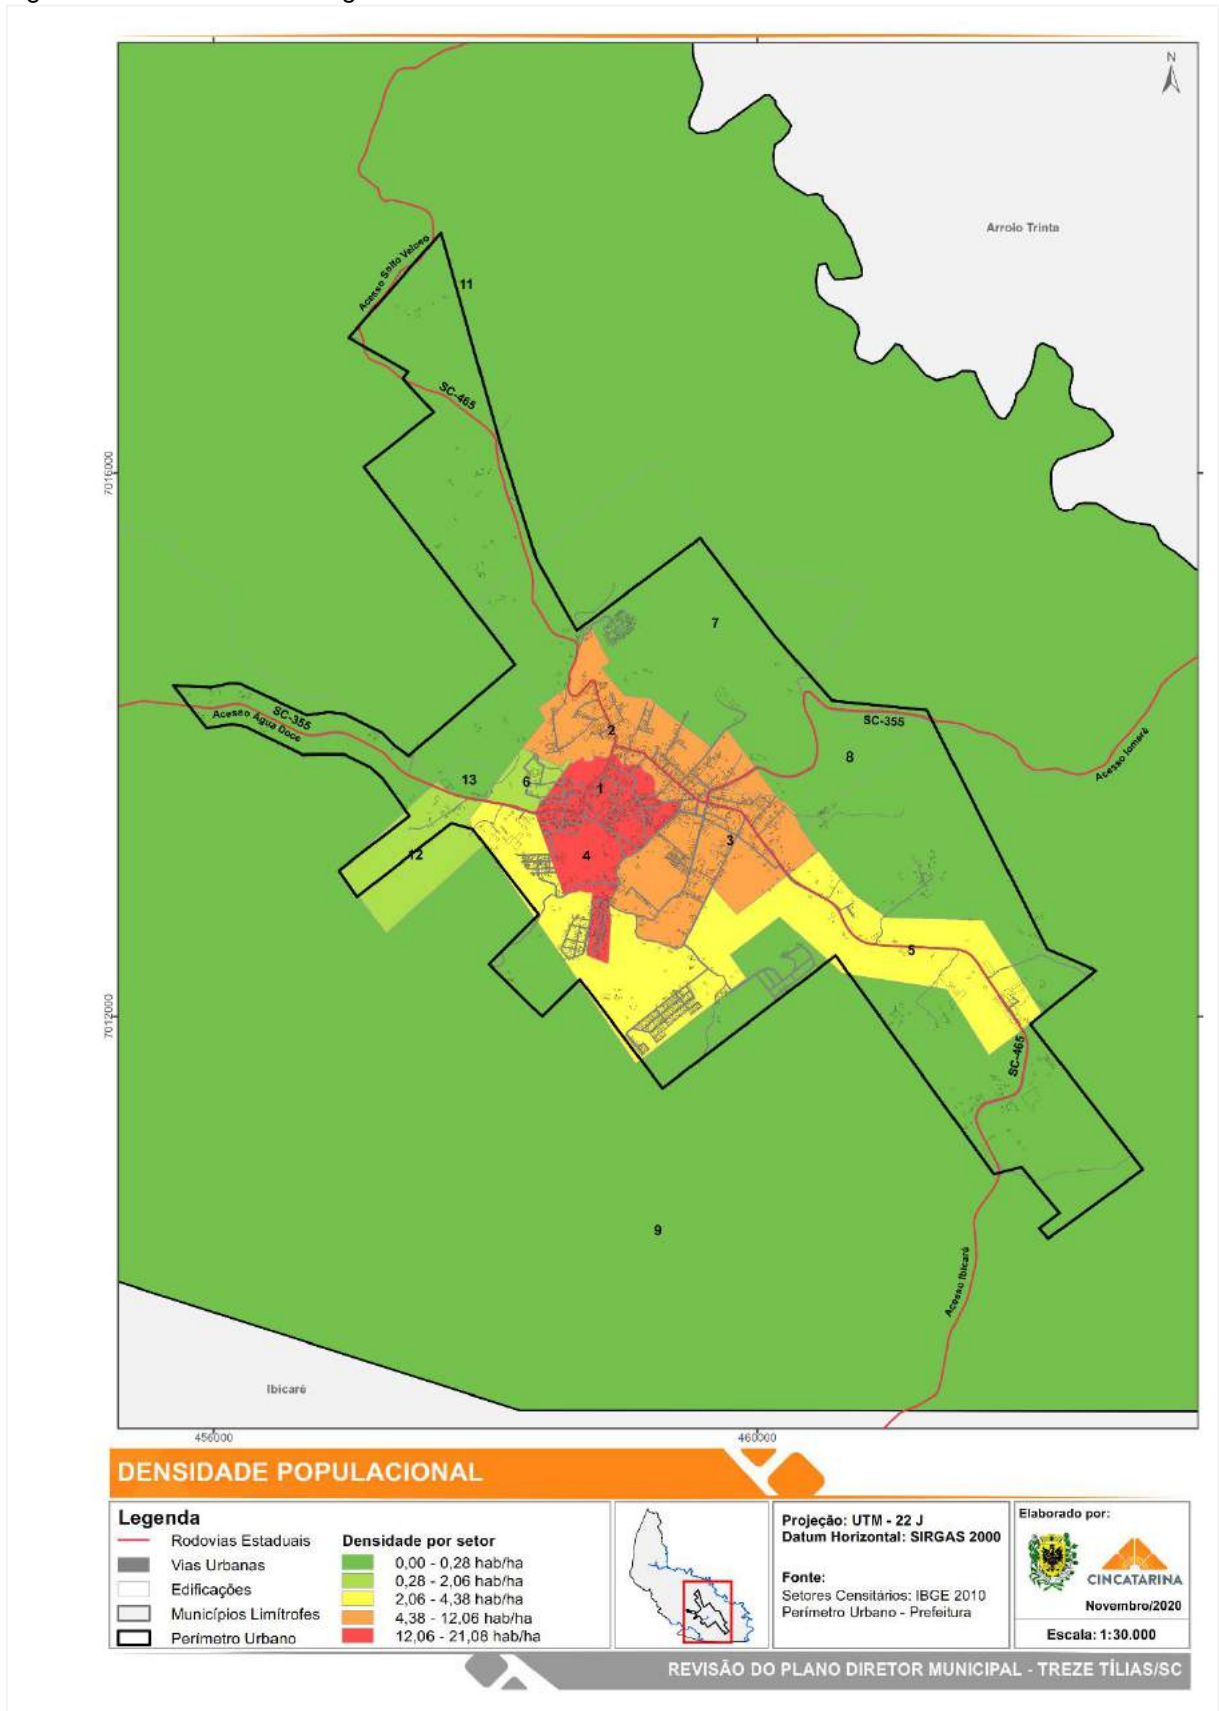 N
Arroio Trinta
Acesso Salto Veloso
11
SC-465
7016000
7
SC-355
Acesso Água Doce
SC-355
Acesso Iomerê
2
8
13
6
1
3
4
12
5
7012000
SC-465
9
Acesso Ibicaré
Ibicaré
456000
460000
DENSIDADE POPULACIONAL
Legenda
Rodovias Estaduais
Vias Urbanas
Edificações
Municípios Limítrofes
Perímetro Urbano
Densidade por setor
0,00 - 0,28 hab/ha
0,28 - 2,06 hab/ha
2,06 - 4,38 hab/ha
4,38 - 12,06 hab/ha
12,06 - 21,08 hab/ha
Projeção: UTM - 22 J
Datum Horizontal: SIRGAS 2000
Fonte:
Setores Censitários: IBGE 2010
Perímetro Urbano - Prefeitura
Elaborado por:
CINCATARINA
Novembro/2020
Escala: 1:30.000
REVISÃO DO PLANO DIRETOR MUNICIPAL - TREZE TÍLIAS/SC